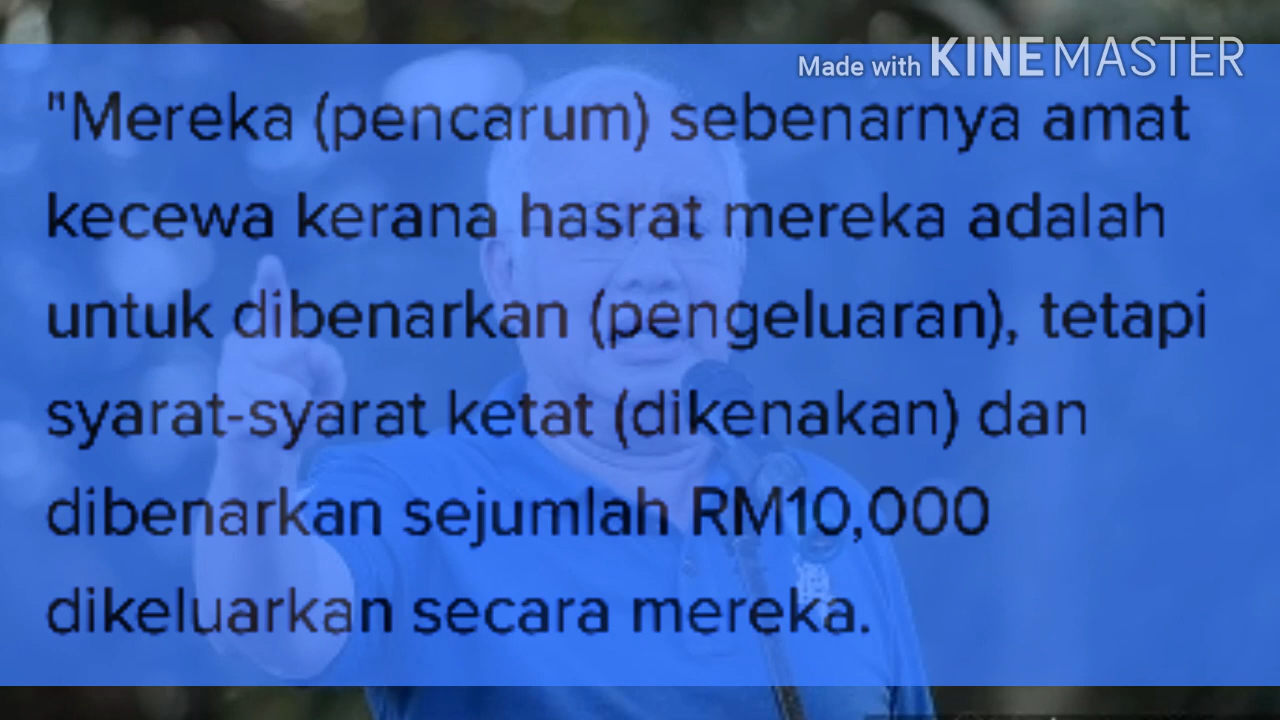 Made with KINEMASTER
"Mereka (pencarum) sebenarnya amat
kecewa kerana hasrat mereka adalah
untuk dibenarkan (pengeluaran), tetapi
syarat-syarat ketat (dikenakan) dan
dibenarkan sejumlah RM10,000
dikeluarkan secara mereka.